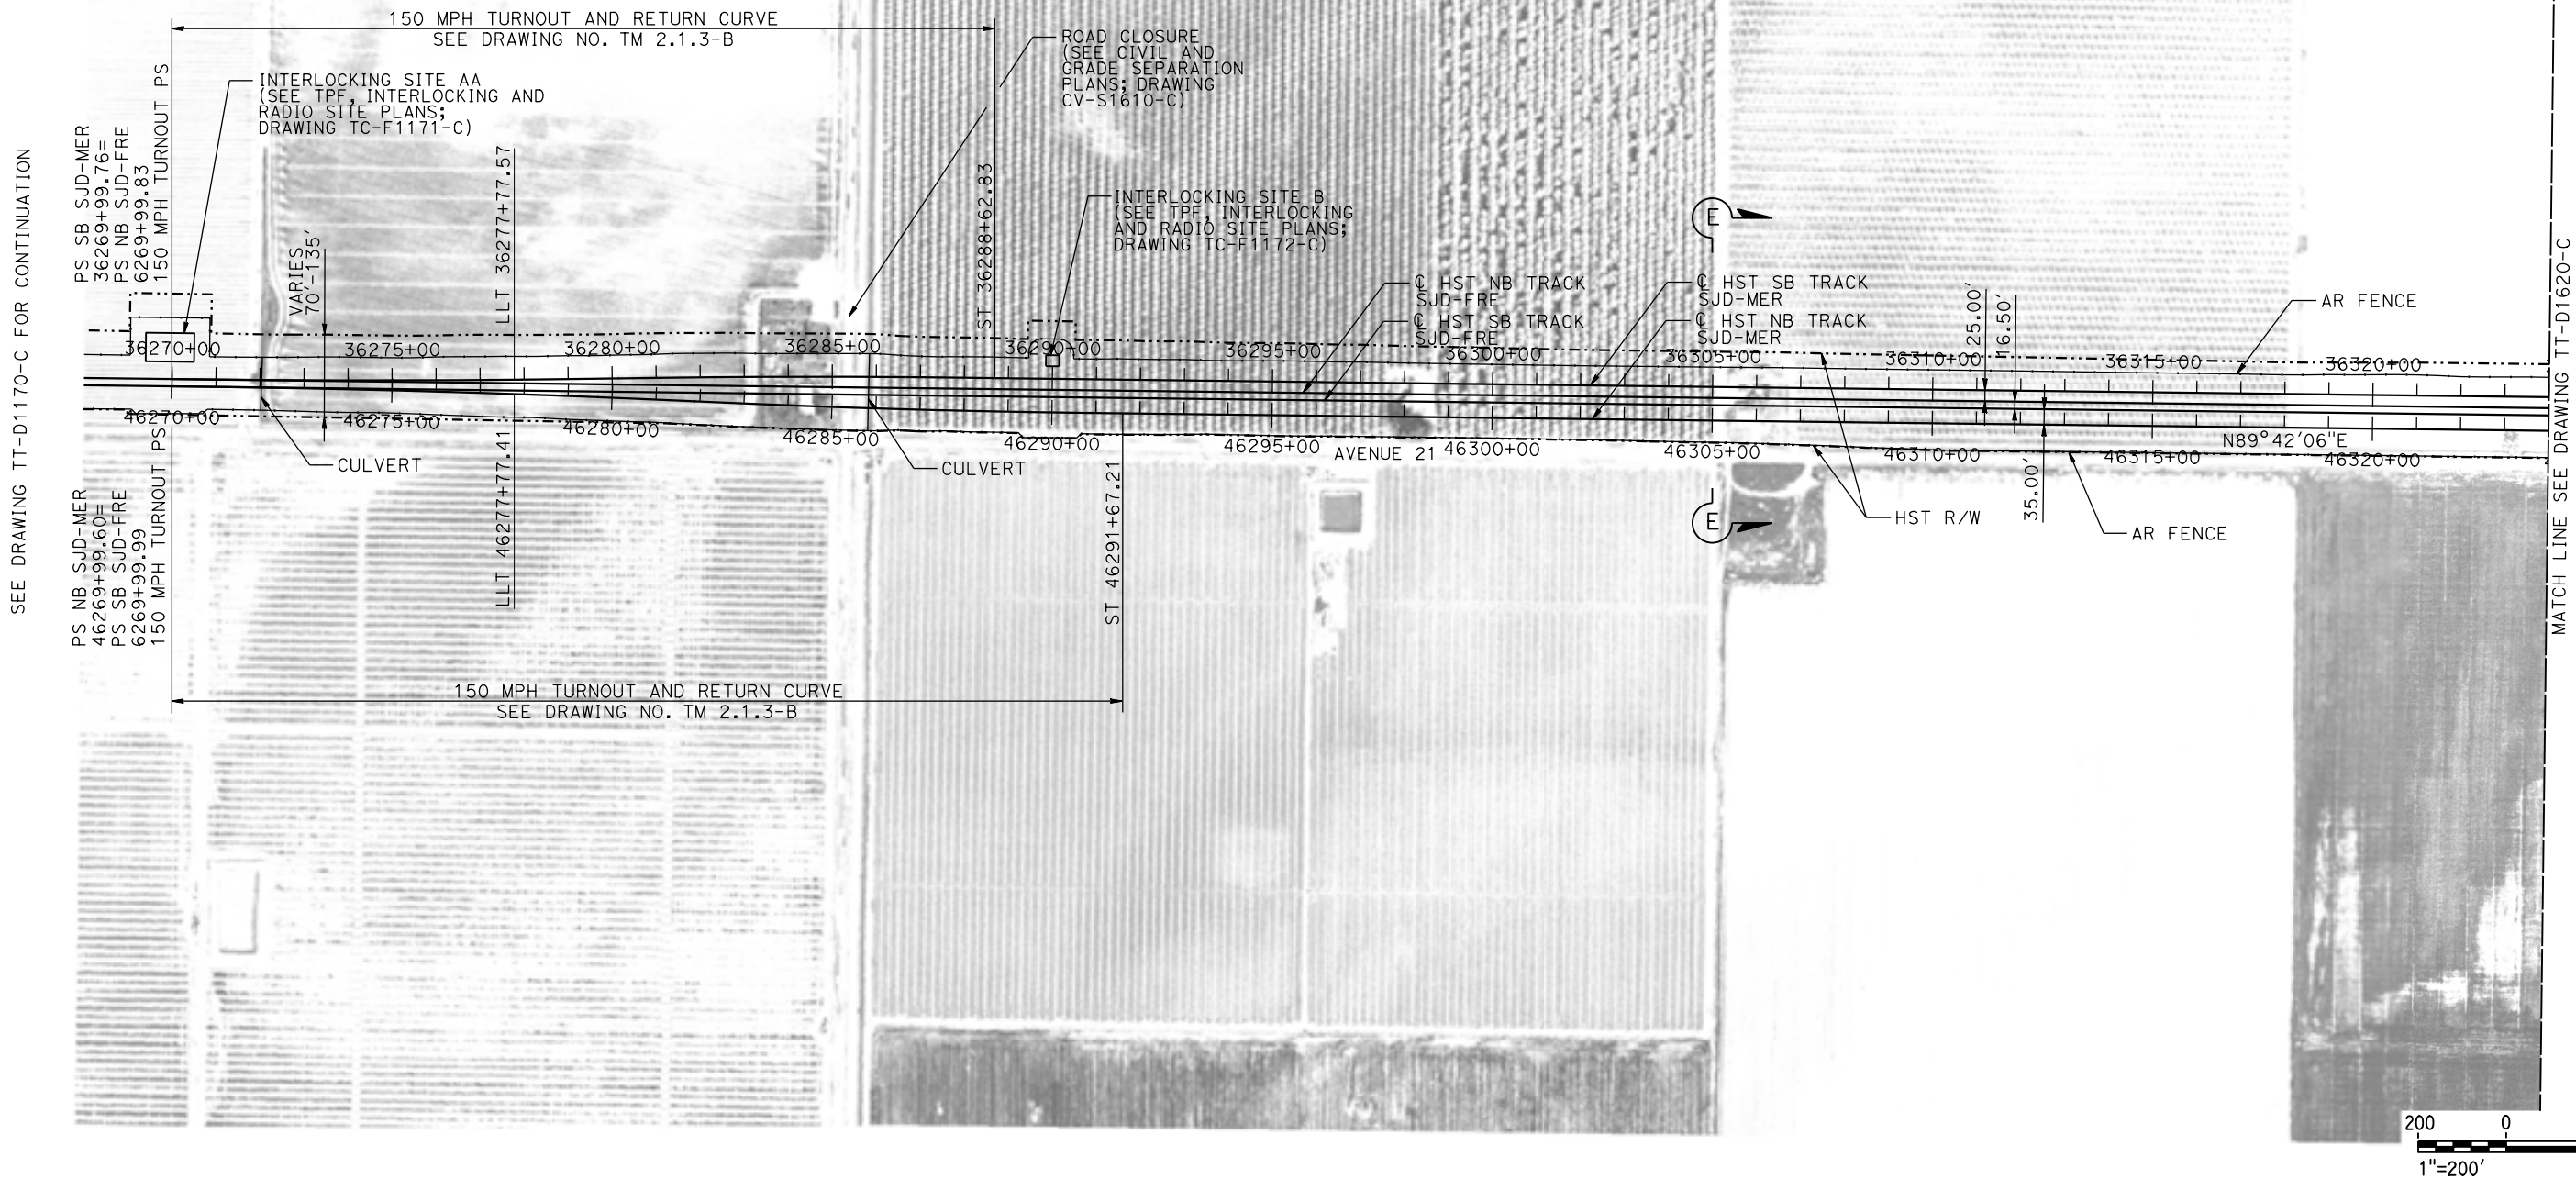 150 MPH TURNOUT AND RETURN CURVE
SEE DRAWING NO. TM 2.1.3-B
ROAD CLOSURE
(SEE CIVIL AND
GRADE SEPARATION
PLANS; DRAWING
CV-S1610-C)
INTERLOCKING SITE AA
(SEE TPF, INTERLOCKING AND
RADIO SITE PLANS;
DRAWING TC-F1171-C)
SEE DRAWING TT-D1170-C FOR CONTINUATION
PS SB SJD-MER
36269+99.76=
PS NB SJD-FRE
6269+99.83
150 MPH TURNOUT PS
VARIES
70'-135'
LLT 36277+77.57
ST 36288+62.83
INTERLOCKING SITE B
(SEE TPF, INTERLOCKING
AND RADIO SITE PLANS;
DRAWING TC-F1172-C)
E
℄ HST NB TRACK
SJD-FRE
℄ HST SB TRACK
SJD-FRE
℄ HST SB TRACK
SJD-MER
℄ HST NB TRACK
SJD-MER
25.00'
16.50'
AR FENCE
MATCH LINE SEE DRAWING TT-D1620-C
36270+00
36275+00
36280+00
36285+00
36290+00
36295+00
36300+00
36305+00
36310+00
36315+00
36320+00
46270+00
46275+00
46280+00
46285+00
46290+00
46295+00
AVENUE 21
46300+00
46305+00
46310+00
46315+00
46320+00
N89°42'06"E
CULVERT
CULVERT
PS NB SJD-MER
46269+99.60=
PS SB SJD-FRE
6269+99.99
150 MPH TURNOUT PS
LLT 46277+77.41
ST 46291+67.21
E
HST R/W
35.00'
AR FENCE
150 MPH TURNOUT AND RETURN CURVE
SEE DRAWING NO. TM 2.1.3-B
200 0
1"=200'